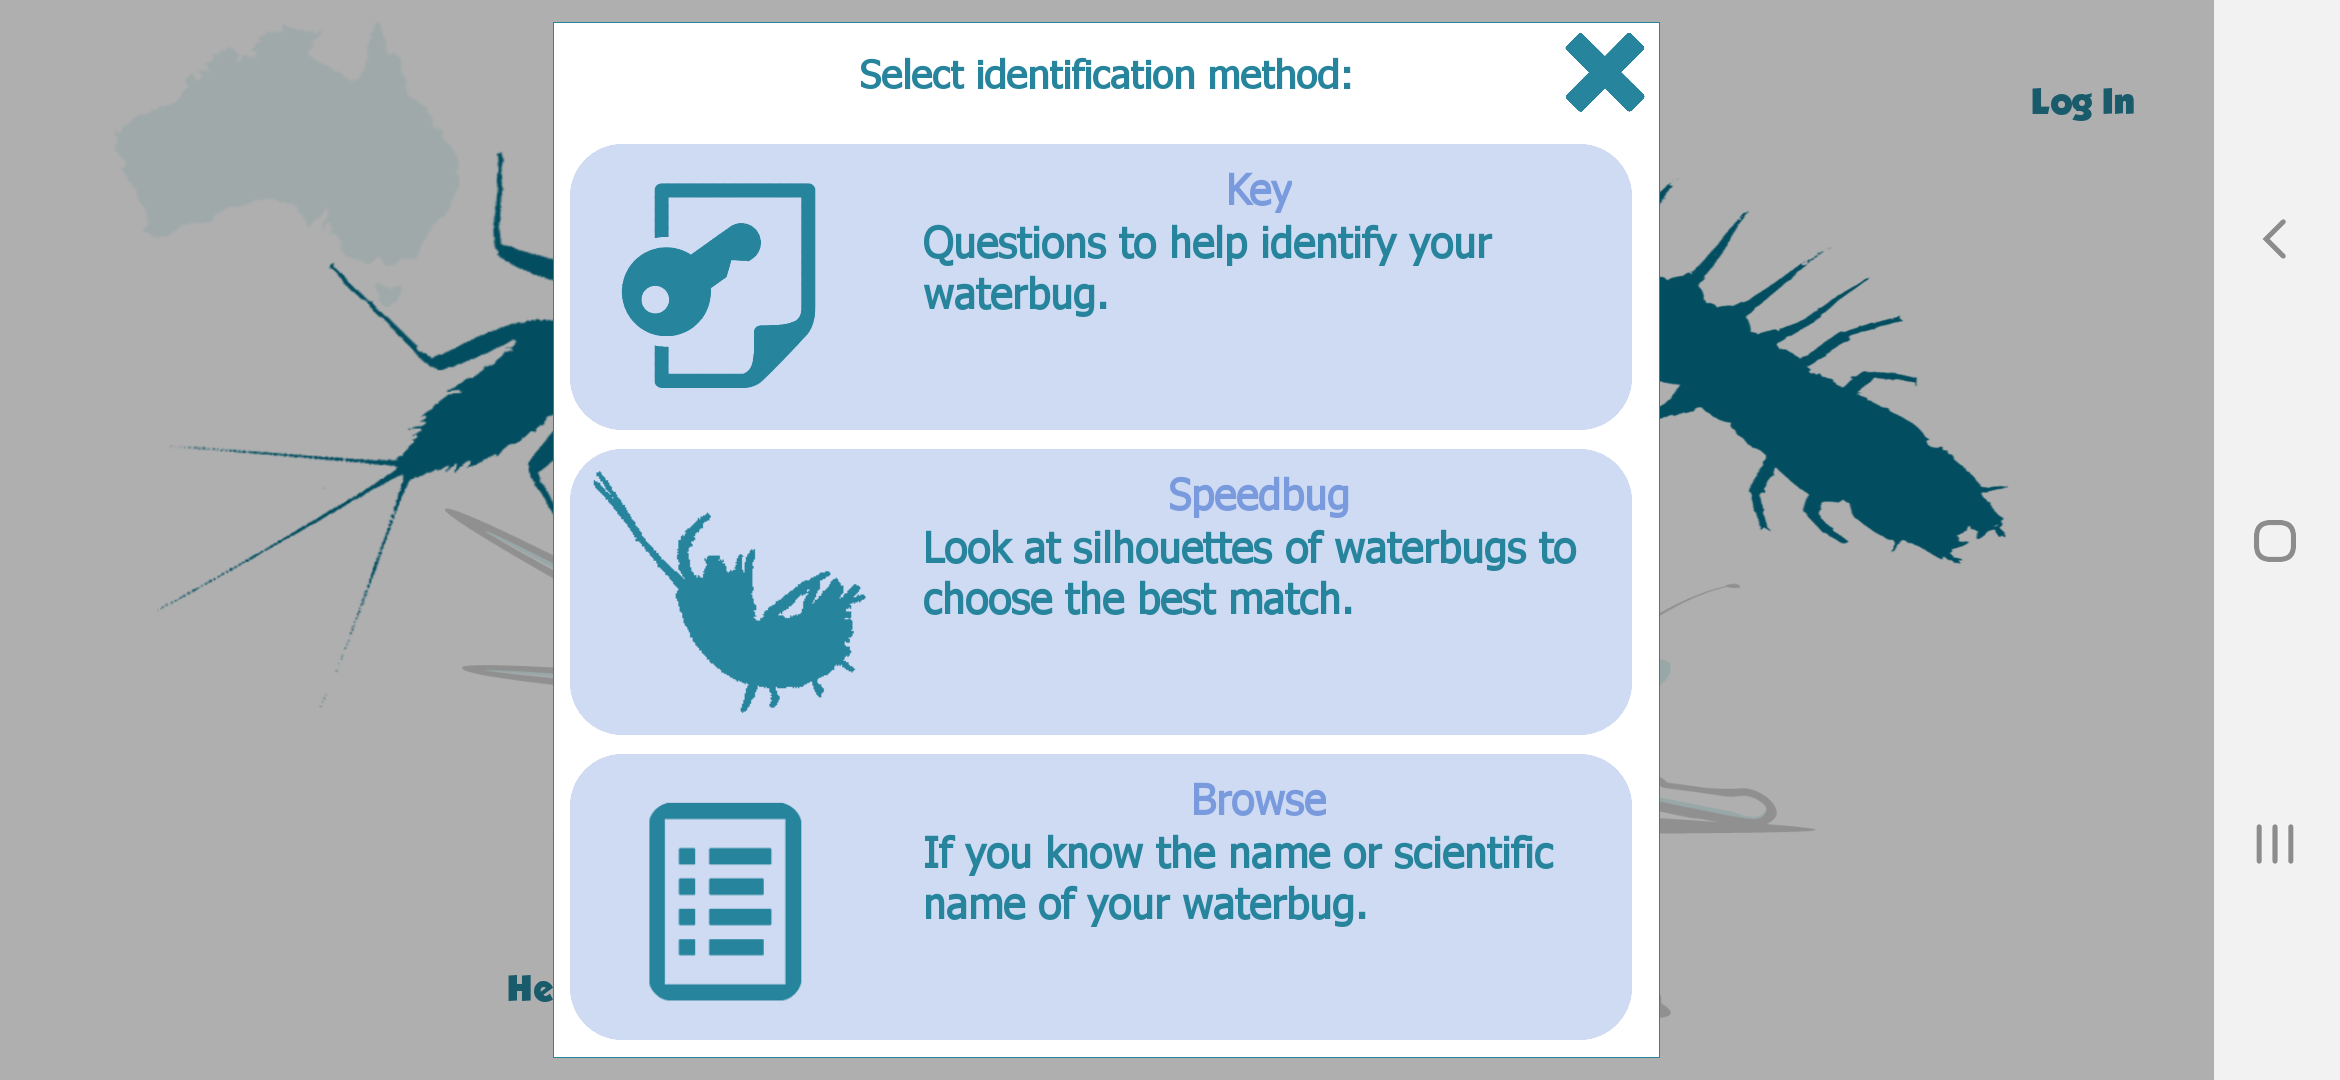 Select identification method:
Log In
Key
Questions to help identify your
waterbug.
Speedbug
Look at silhouettes of waterbugs to
choose the best match.
Browse
If you know the name or scientific
name of your waterbug.